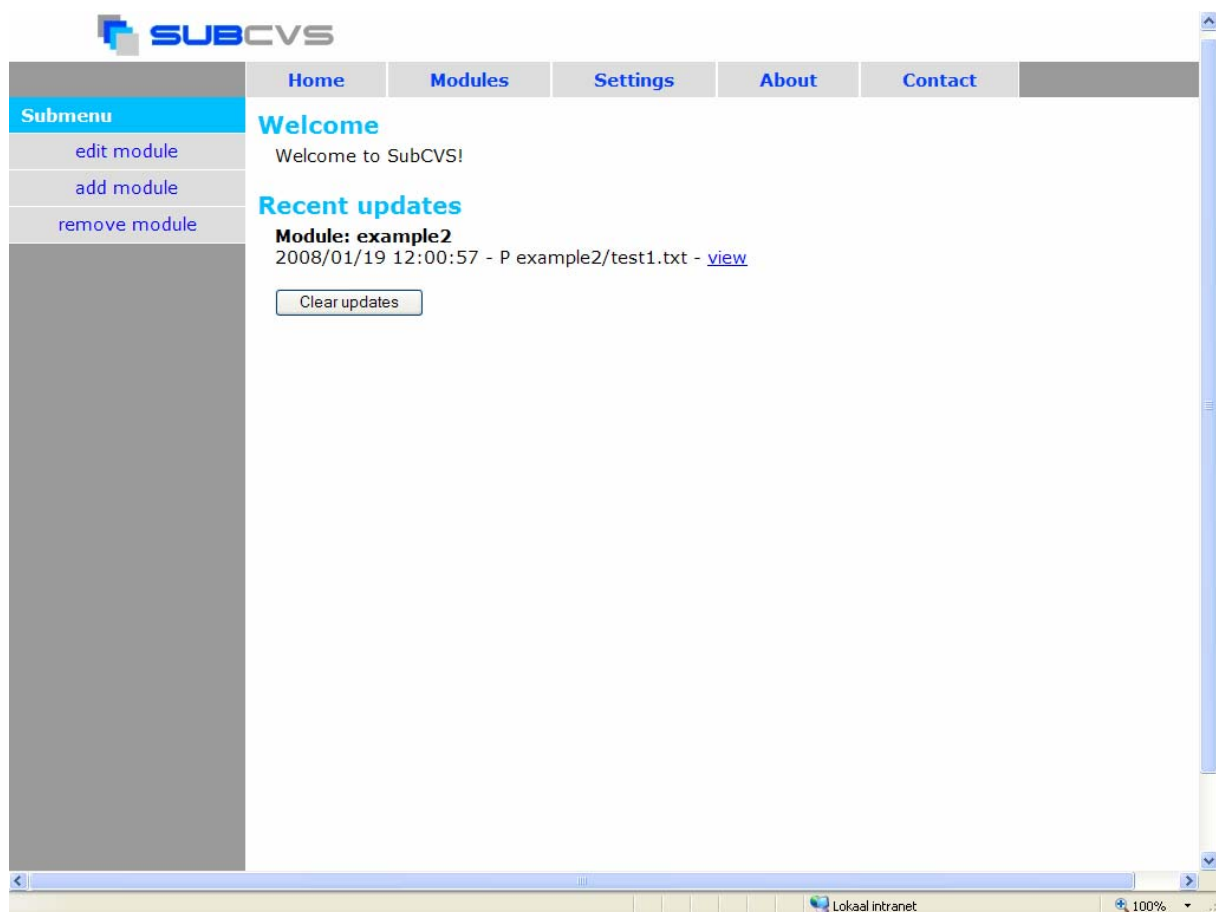 SUBCVS
Home Modules Settings About Contact
Submenu
edit module
add module
remove module
Welcome
Welcome to SubCVS!
Recent updates
Module: example2
2008/01/19 12:00:57 - P example2/test1.txt - view
Clear updates
Lokaal intranet 100%